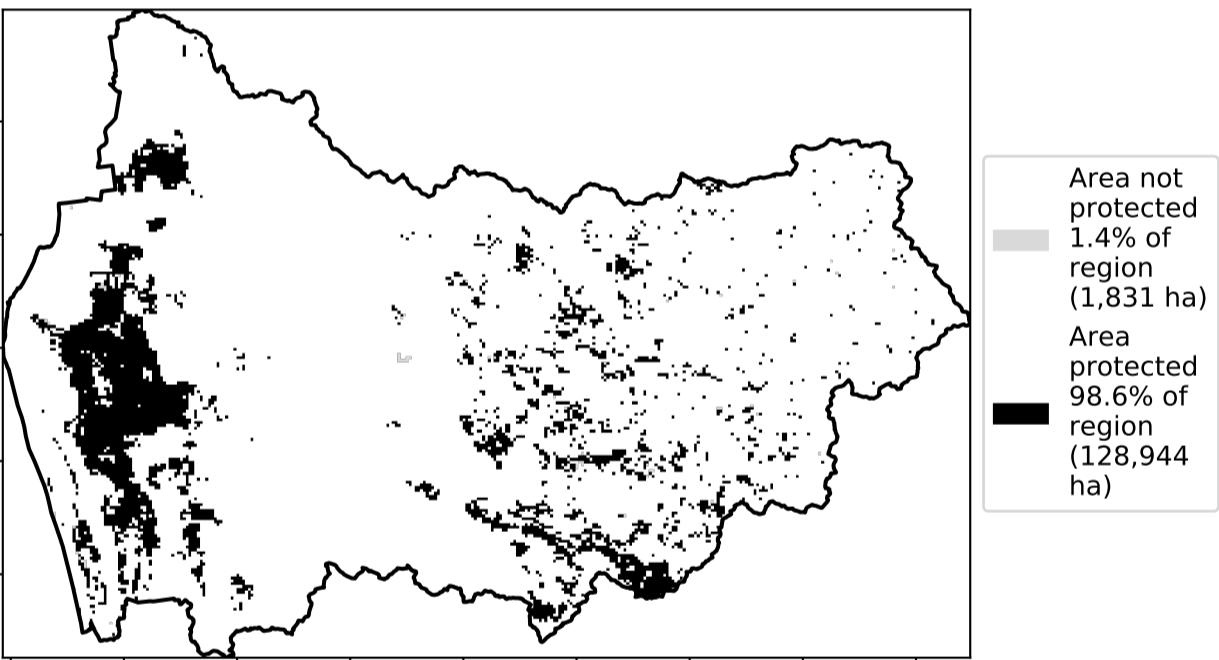 Area not
protected
1.4% of
region
(1,831 ha)
Area
protected
98.6% of
region
(128,944
ha)